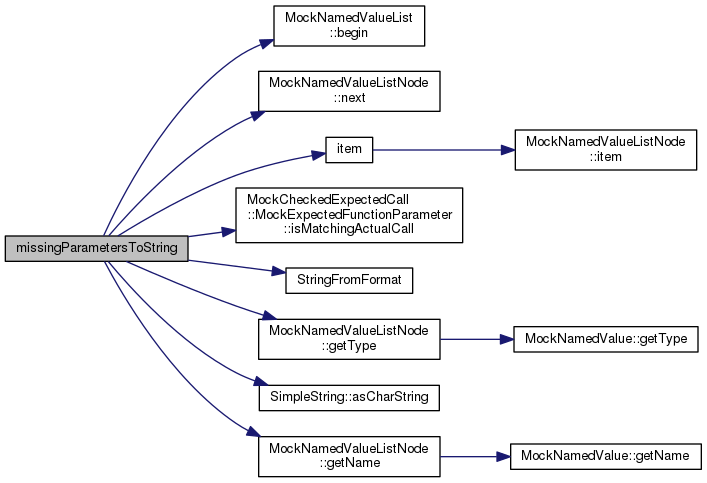 MockNamedValueList
::begin
MockNamedValueListNode
::next
item
MockNamedValueListNode
::item
MockCheckedExpectedCall
::MockExpectedFunctionParameter
::isMatchingActualCall
missingParametersToString
StringFromFormat
MockNamedValueListNode
::getType
MockNamedValue::getType
SimpleString::asCharString
MockNamedValueListNode
::getName
MockNamedValue::getName